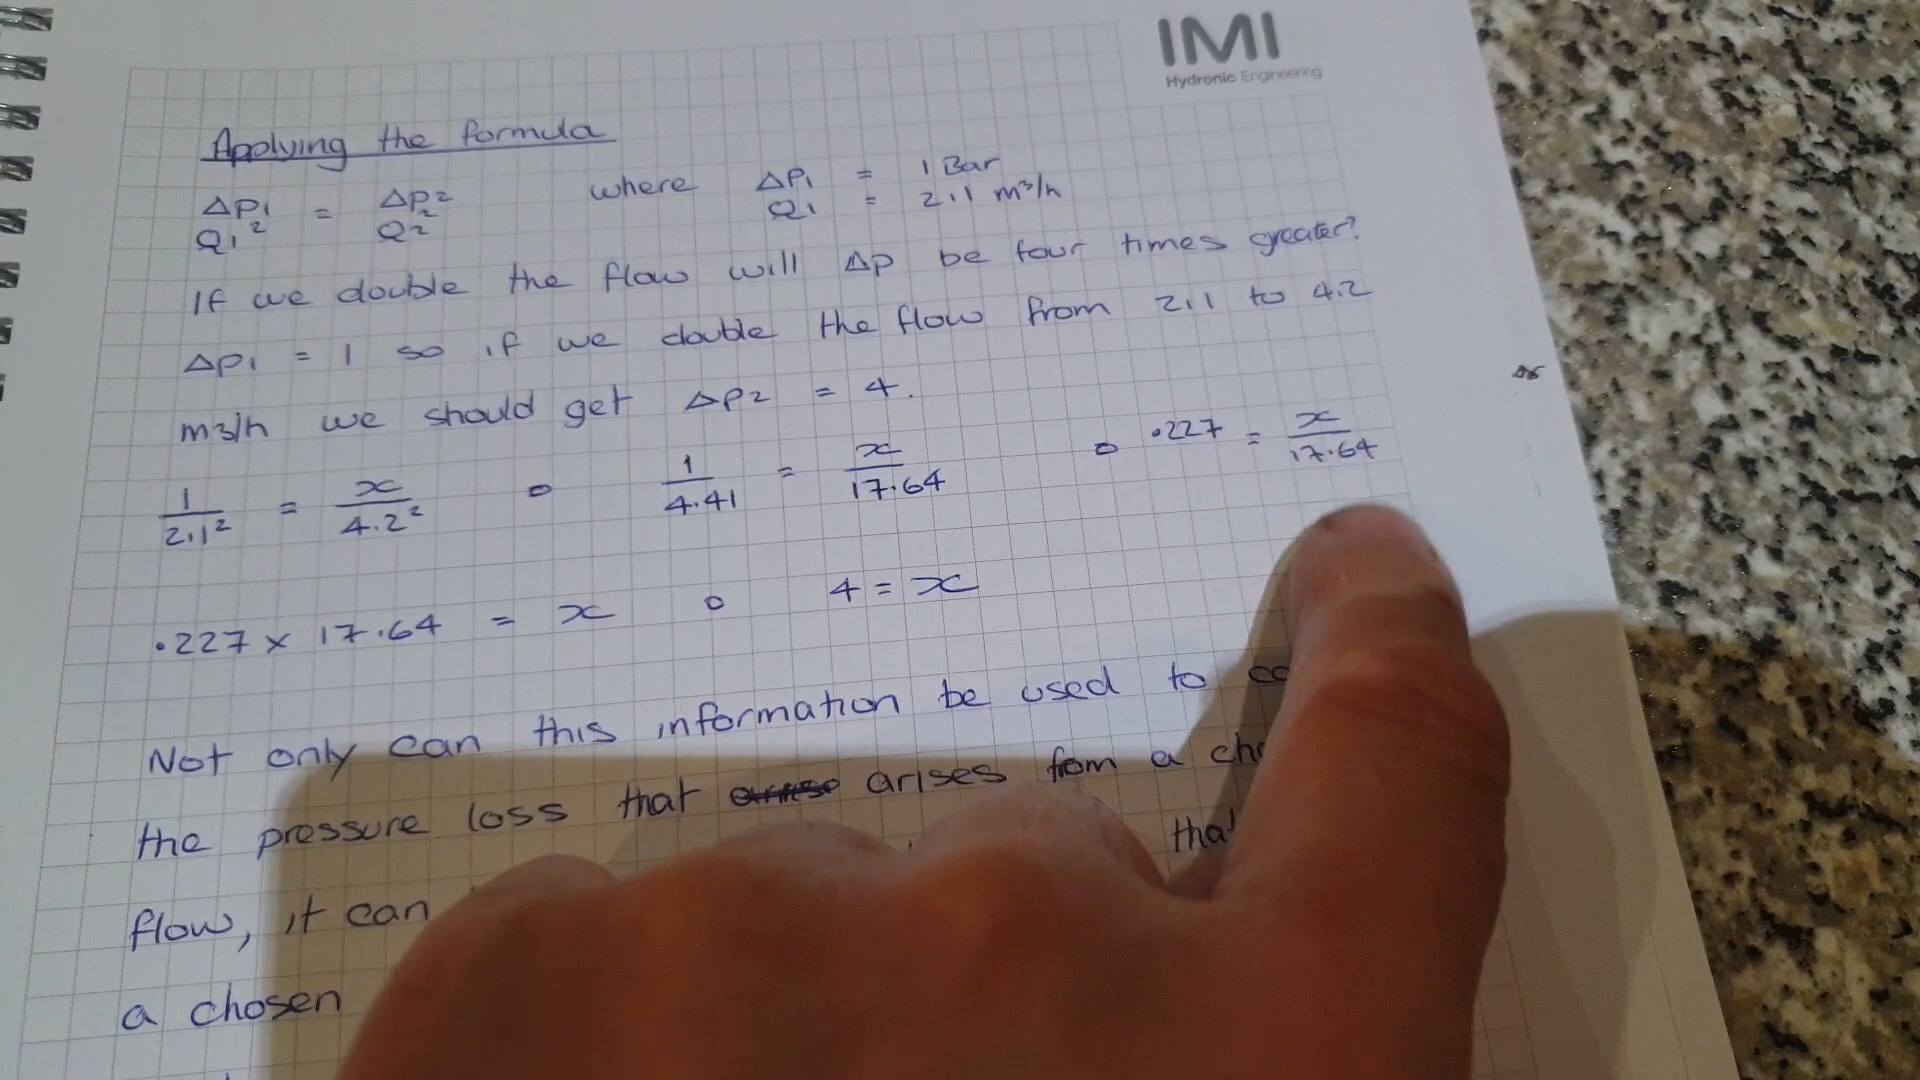 IMI
Hydronic Engineering
Applying the formula
ΔP1/Q1² = ΔP2/Q2² where ΔP1 = 1 Bar
Q1 = 2.1 m³/h
If we double the flow will ΔP be four times greater?
ΔP1 = 1 so if we double the flow from 2.1 to 4.2
m3/h we should get ΔP2 = 4.
1/2.1² = x/4.2² o 1/4.41 = x/17.64 o .227 = x/17.64
.227 x 17.64 = x o 4 = x
Not only can this information be used to
the pressure loss that arises from a
that
flow, it can
a chosen